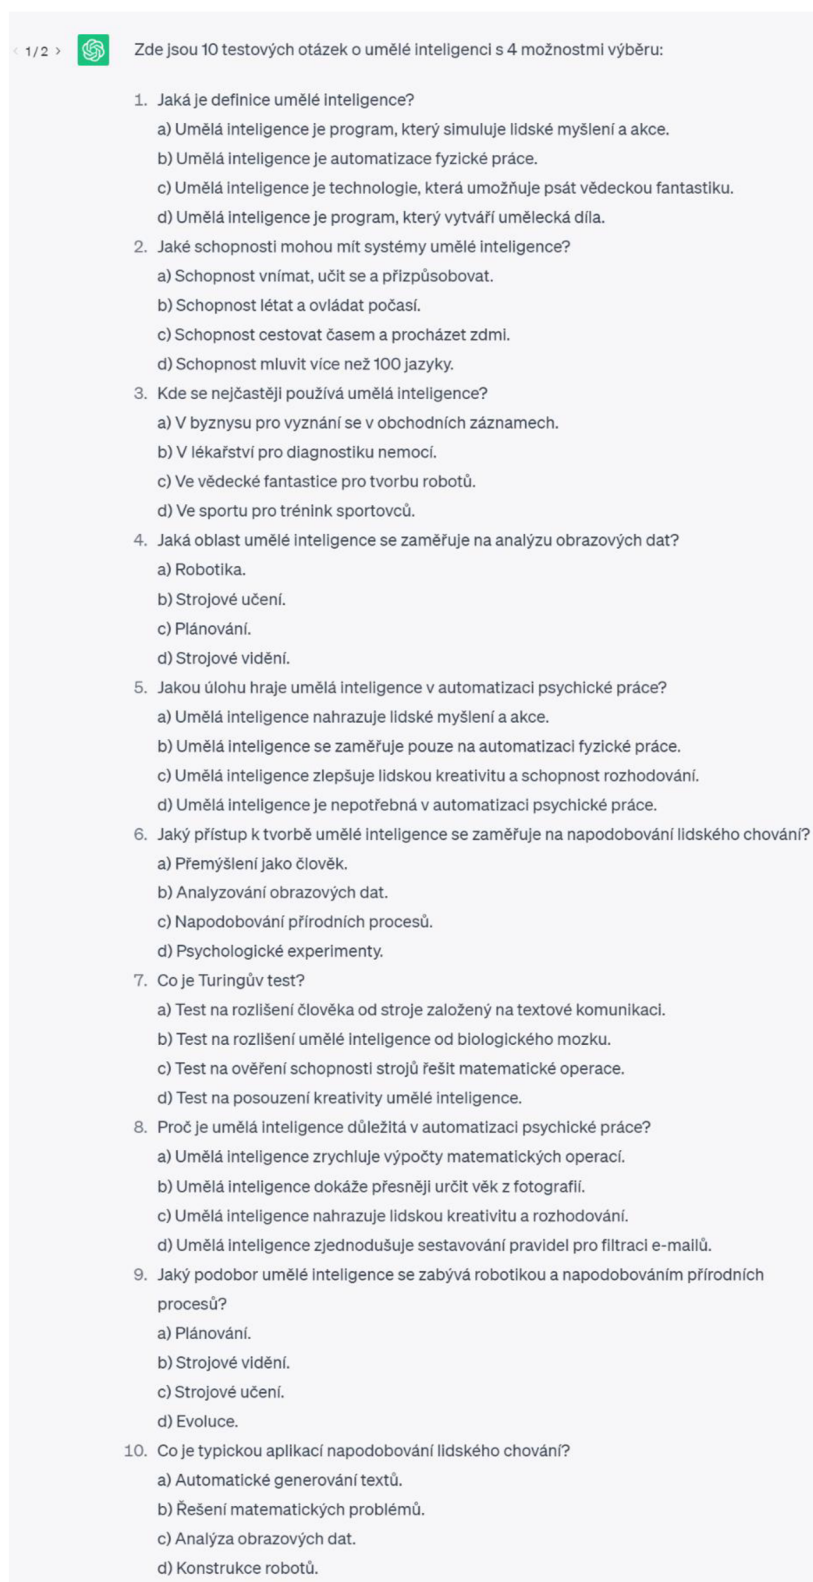 < 1/2 > Zde jsou 10 testových otázek o umělé inteligenci s 4 možnostmi výběru:
1. Jaká je definice umělé inteligence?
a) Umělá inteligence je program, který simuluje lidské myšlení a akce.
b) Umělá inteligence je automatizace fyzické práce.
c) Umělá inteligence je technologie, která umožňuje psát vědeckou fantastiku.
d) Umělá inteligence je program, který vytváří umělecká díla.
2. Jaké schopnosti mohou mít systémy umělé inteligence?
a) Schopnost vnímat, učit se a přizpůsobovat.
b) Schopnost létat a ovládat počasí.
c) Schopnost cestovat časem a procházet zdmi.
d) Schopnost mluvit více než 100 jazyky.
3. Kde se nejčastěji používá umělá inteligence?
a) V byznysu pro vyznání se v obchodních záznamech.
b) V lékařství pro diagnostiku nemocí.
c) Ve vědecké fantastice pro tvorbu robotů.
d) Ve sportu pro trénink sportovců.
4. Jaká oblast umělé inteligence se zaměřuje na analýzu obrazových dat?
a) Robotika.
b) Strojové učení.
c) Plánování.
d) Strojové vidění.
5. Jakou úlohu hraje umělá inteligence v automatizaci psychické práce?
a) Umělá inteligence nahrazuje lidské myšlení a akce.
b) Umělá inteligence se zaměřuje pouze na automatizaci fyzické práce.
c) Umělá inteligence zlepšuje lidskou kreativitu a schopnost rozhodování.
d) Umělá inteligence je nepotřebná v automatizaci psychické práce.
6. Jaký přístup k tvorbě umělé inteligence se zaměřuje na napodobování lidského chování?
a) Přemýšlení jako člověk.
b) Analyzování obrazových dat.
c) Napodobování přírodních procesů.
d) Psychologické experimenty.
7. Co je Turingův test?
a) Test na rozlišení člověka od stroje založený na textové komunikaci.
b) Test na rozlišení umělé inteligence od biologického mozku.
c) Test na ověření schopnosti strojů řešit matematické operace.
d) Test na posouzení kreativity umělé inteligence.
8. Proč je umělá inteligence důležitá v automatizaci psychické práce?
a) Umělá inteligence zrychluje výpočty matematických operací.
b) Umělá inteligence dokáže přesněji určit věk z fotografií.
c) Umělá inteligence nahrazuje lidskou kreativitu a rozhodování.
d) Umělá inteligence zjednodušuje sestavování pravidel pro filtraci e-mailů.
9. Jaký podobor umělé inteligence se zabývá robotikou a napodobováním přírodních
procesů?
a) Plánování.
b) Strojové vidění.
c) Strojové učení.
d) Evoluce.
10. Co je typickou aplikací napodobování lidského chování?
a) Automatické generování textů.
b) Řešení matematických problémů.
c) Analýza obrazových dat.
d) Konstrukce robotů.